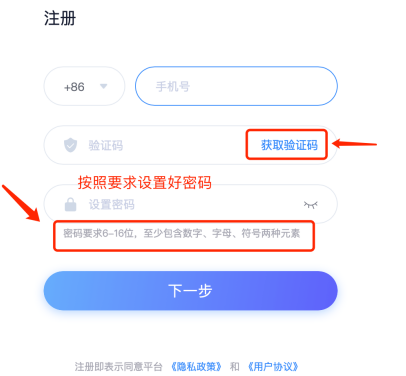 注册
+86 手机号
验证码 获取验证码
按照要求设置好密码
设置密码
密码要求6-16位，至少包含数字、字母、符号两种元素
下一步
注册即表示同意平台 《隐私政策》 和 《用户协议》